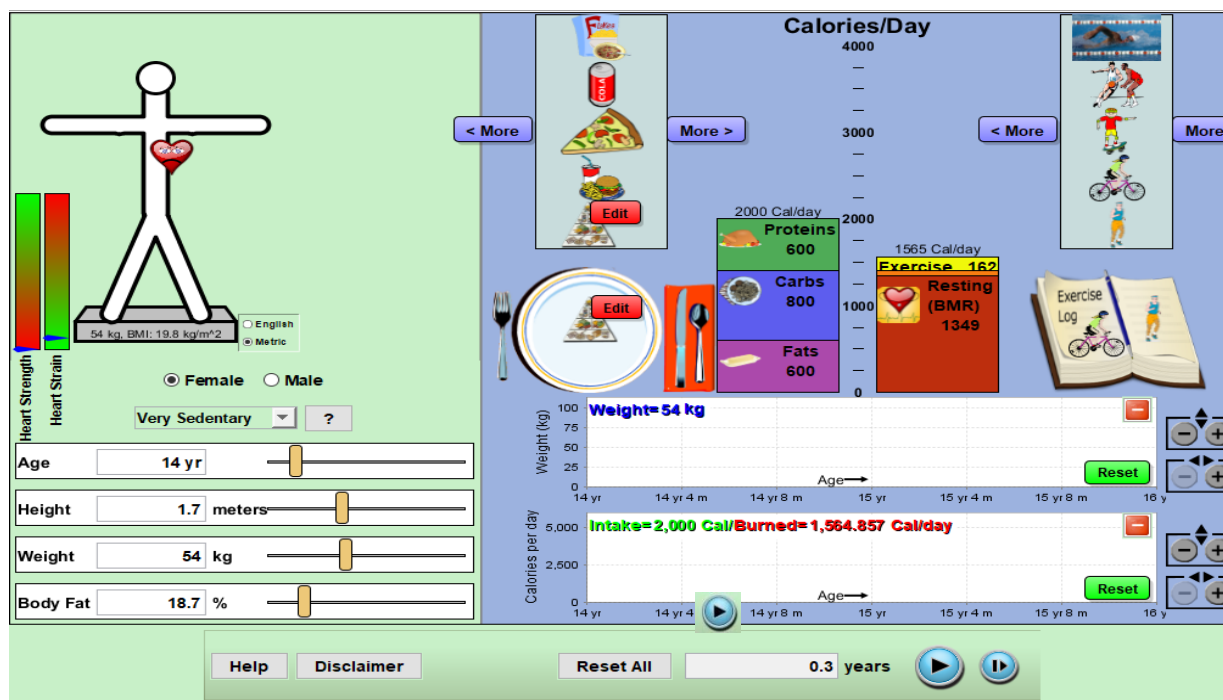 Calories/Day
4000
3000
2000
1000
0
COLA
< More
More >
Edit
< More
More
Edit
2000 Cal/day
Proteins
600
Carbs
800
Fats
600
1565 Cal/day
Exercise 162
Resting
(BMR)
1349
Exercise
Log
54 kg, BMI: 19.8 kg/m^2
English
Metric
Heart Strength
Heart Strain
Female
Male
Very Sedentary
?
Age 14 yr
Height 1.7 meters
Weight 54 kg
Body Fat 18.7 %
Weight (kg)
100
75
50
25
0
Weight= 54 kg
Age
Reset
14 yr 14 yr 4 m 14 yr 8 m 15 yr 15 yr 4 m 15 yr 8 m 16 y
Calories per day
5,000
2,500
0
Intake=2,000 Cal/Burned=1,564.857 Cal/day
Age
Reset
14 yr 14 yr 4 15 yr 15 yr 4 m 15 yr 8 m 16 y
14 yr 8 m
Help
Disclaimer
Reset All
0.3 years